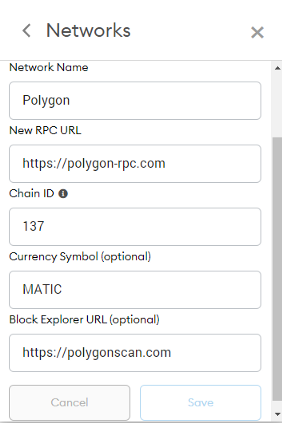 Networks
Network Name
Polygon
New RPC URL
https://polygon-rpc.com
Chain ID
137
Currency Symbol (optional)
MATIC
Block Explorer URL (optional)
https://polygonscan.com
Cancel Save